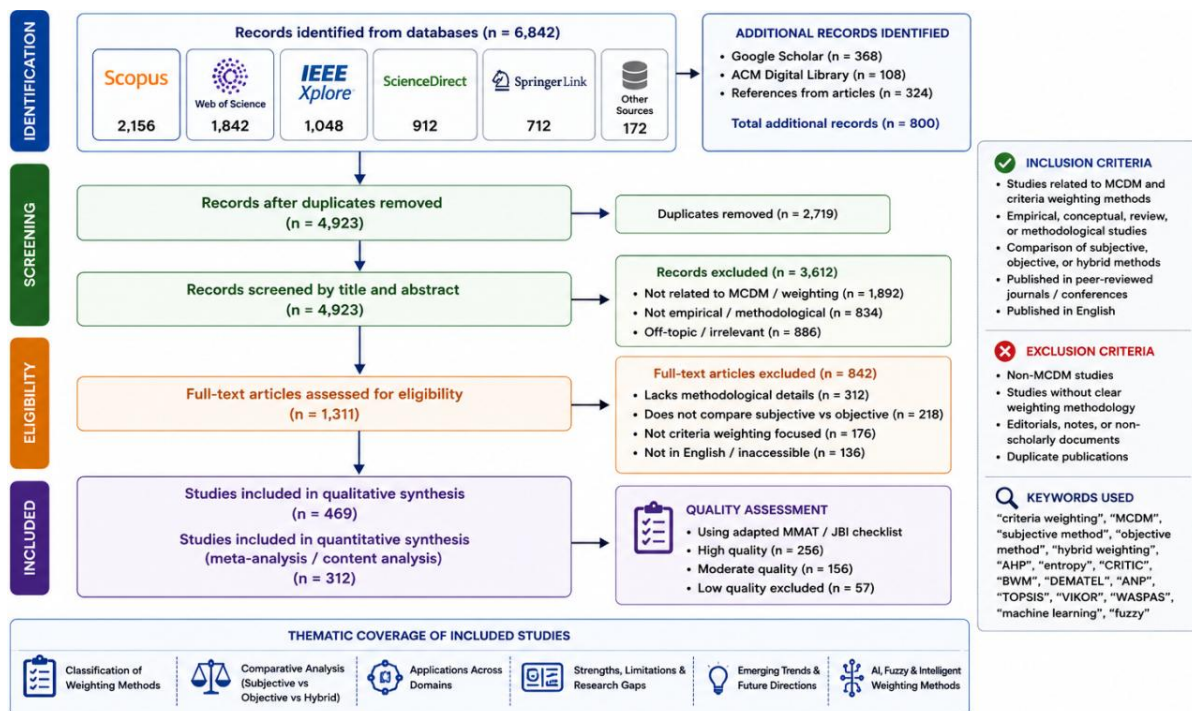 IDENTIFICATION
Records identified from databases (n = 6,842)
Scopus
2,156
Web of Science
1,842
IEEE
Xplore
1,048
ScienceDirect
912
Springer Link
712
Other
Sources
172
ADDITIONAL RECORDS IDENTIFIED
• Google Scholar (n = 368)
• ACM Digital Library (n = 108)
• References from articles (n = 324)
Total additional records (n = 800)
SCREENING
Records after duplicates removed
(n = 4,923)
Duplicates removed (n = 2,719)
Records screened by title and abstract
(n = 4,923)
Records excluded (n = 3,612)
• Not related to MCDM / weighting (n = 1,892)
• Not empirical / methodological (n = 834)
• Off-topic / irrelevant (n = 886)
ELIGIBILITY
Full-text articles assessed for eligibility
(n = 1,311)
Full-text articles excluded (n = 842)
• Lacks methodological details (n = 312)
• Does not compare subjective vs objective (n = 218)
• Not criteria weighting focused (n = 176)
• Not in English / inaccessible (n = 136)
INCLUDED
Studies included in qualitative synthesis
(n = 469)
Studies included in quantitative synthesis
(meta-analysis / content analysis)
(n = 312)
QUALITY ASSESSMENT
• Using adapted MMAT / JBI checklist
• High quality (n = 256)
• Moderate quality (n = 156)
• Low quality excluded (n = 57)
INCLUSION CRITERIA
• Studies related to MCDM and
criteria weighting methods
• Empirical, conceptual, review,
or methodological studies
• Comparison of subjective,
objective, or hybrid methods
• Published in peer-reviewed
journals / conferences
• Published in English
EXCLUSION CRITERIA
• Non-MCDM studies
• Studies without clear
weighting methodology
• Editorials, notes, or non-
scholarly documents
• Duplicate publications
KEYWORDS USED
"criteria weighting", "MCDM",
"subjective method", "objective
method", "hybrid weighting",
"AHP", "entropy", "CRITIC",
"BWM", "DEMATEL", "ANP",
"TOPSIS", "VIKOR", "WASPAS",
"machine learning", "fuzzy"
THEMATIC COVERAGE OF INCLUDED STUDIES
Classification of
Weighting Methods
Comparative Analysis
(Subjective vs
Objective vs Hybrid)
Applications Across
Domains
Strengths, Limitations &
Research Gaps
Emerging Trends &
Future Directions
AI, Fuzzy & Intelligent
Weighting Methods